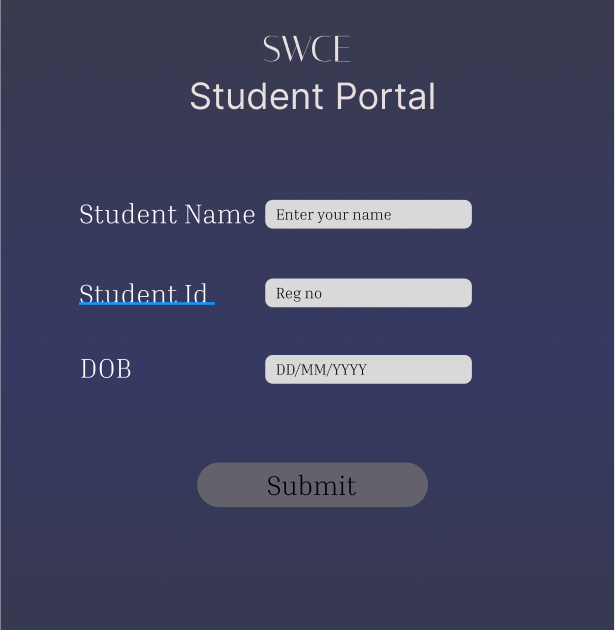 SWCE
Student Portal
Student Name Enter your name
Student Id Reg no
DOB DD/MM/YYYY
Submit